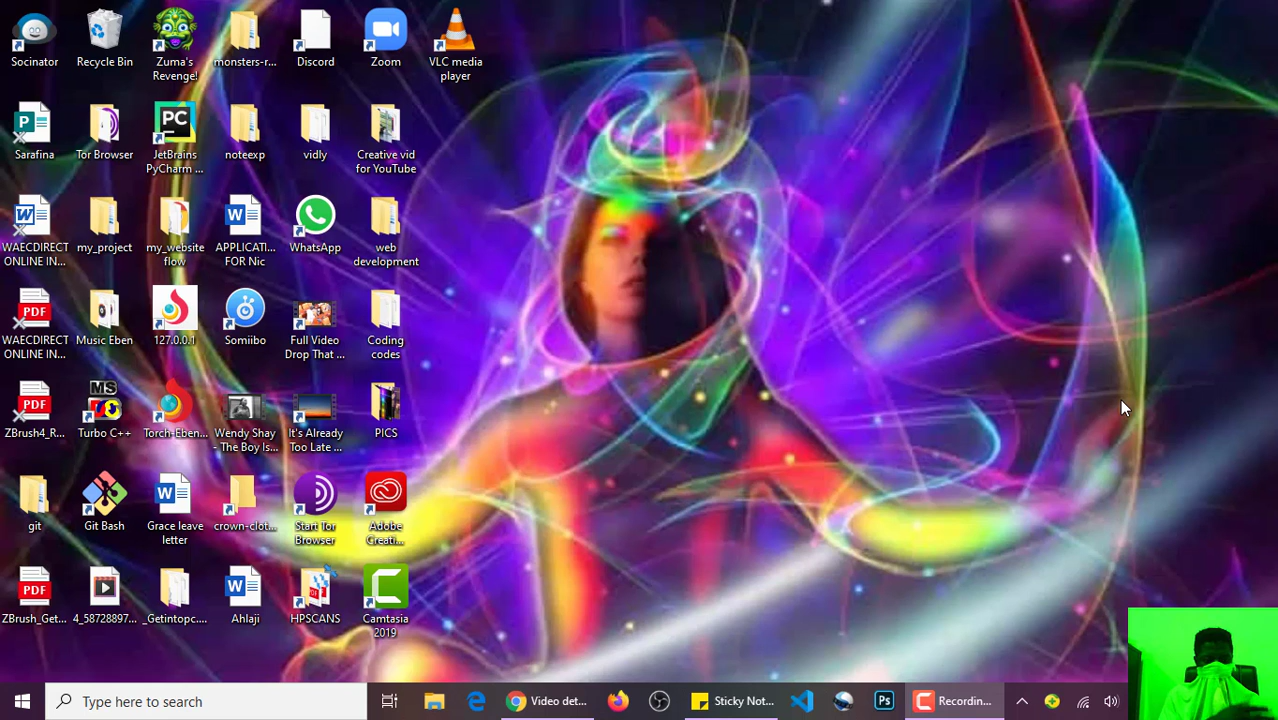 Socinator
Recycle Bin
Zuma's
Revenge!
monsters-r...
Discord
Zoom
VLC media
player
Sarafina
Tor Browser
JetBrains
PyCharm ...
noteexp
vidly
Creative vid
for YouTube
WAECDIRECT
ONLINE IN...
my_project
my_website
flow
APPLICATI...
FOR Nic
WhatsApp
web
development
WAECDIRECT
ONLINE IN...
Music Eben
127.0.0.1
Somiibo
Full Video
Drop That ...
Coding
codes
ZBrush4_R...
Turbo C++
Torch-Eben...
Wendy Shay
- The Boy Is...
It's Already
Too Late ...
PICS
git
Git Bash
Grace leave
letter
crown-clot...
Start Tor
Browser
Adobe
Creati...
ZBrush_Get...
4_58728897...
_Getintopc....
Ahlaji
HPSCANS
Camtasia
2019
Type here to search
Video det...
Sticky Not...
Ps
Recordin...